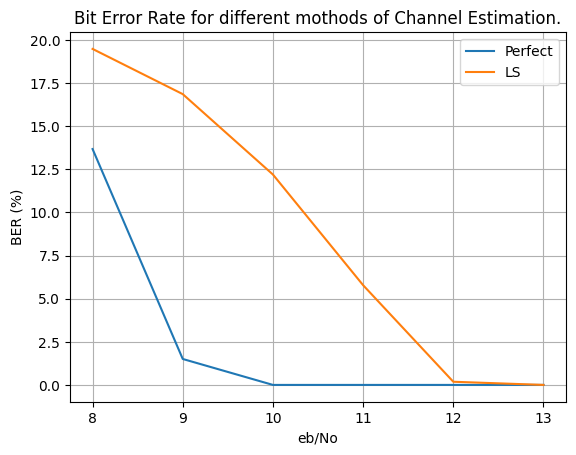 Bit Error Rate for different mothods of Channel Estimation.
Perfect
LS
BER (%)
20.0
17.5
15.0
12.5
10.0
7.5
5.0
2.5
0.0
8 9 10 11 12 13
eb/No